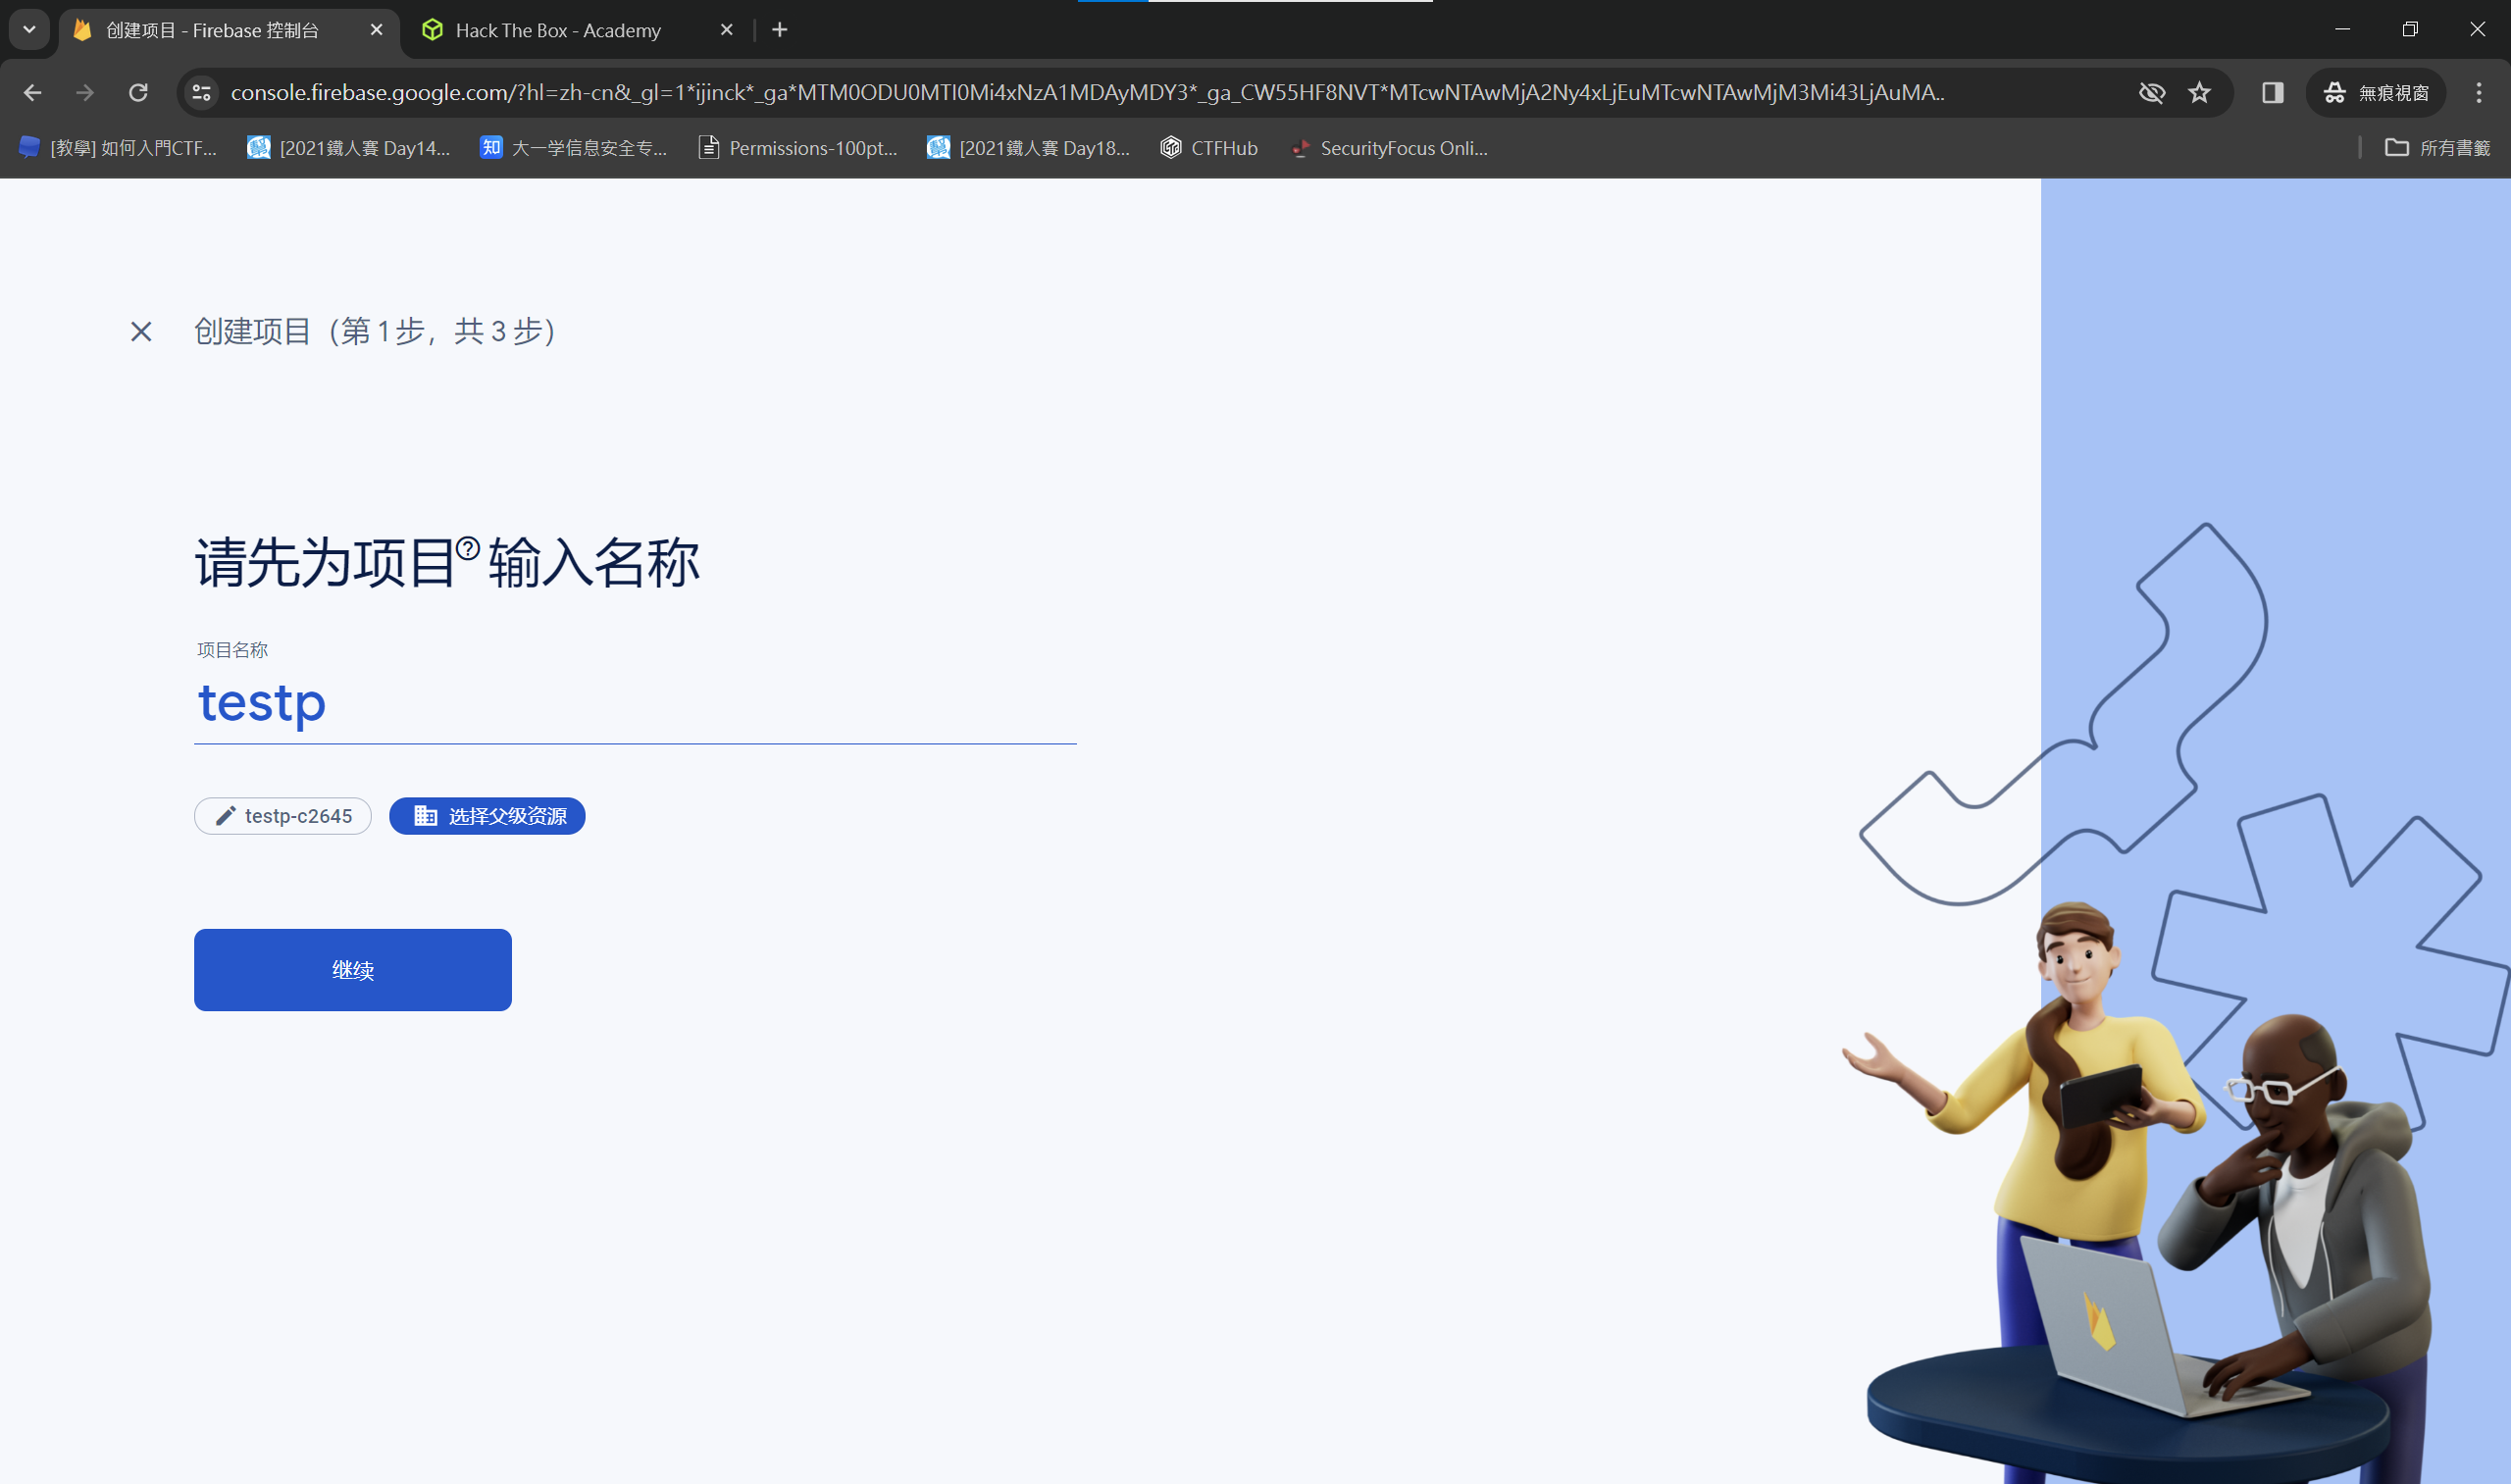 创建项目 - Firebase 控制台
Hack The Box - Academy
console.firebase.google.com/?hl=zh-cn&_gl=1*ijinck*_ga*MTM0ODU0MTI0Mi4xNzA1MDAyMDY3*_ga_CW55HF8NVT*MTcwNTAwMjA2Ny4xLjEuMTcwNTAwMjM3Mi43LjAuMA..
無痕視窗
[教學] 如何入門CTF...
[2021鐵人賽 Day14...
知 大一学信息安全专...
Permissions-100pt...
[2021鐵人賽 Day18...
CTFHub
SecurityFocus Onli...
所有書籤
创建项目（第 1 步，共 3 步）
请先为项目?输入名称
项目名称
testp
testp-c2645
选择父级资源
继续